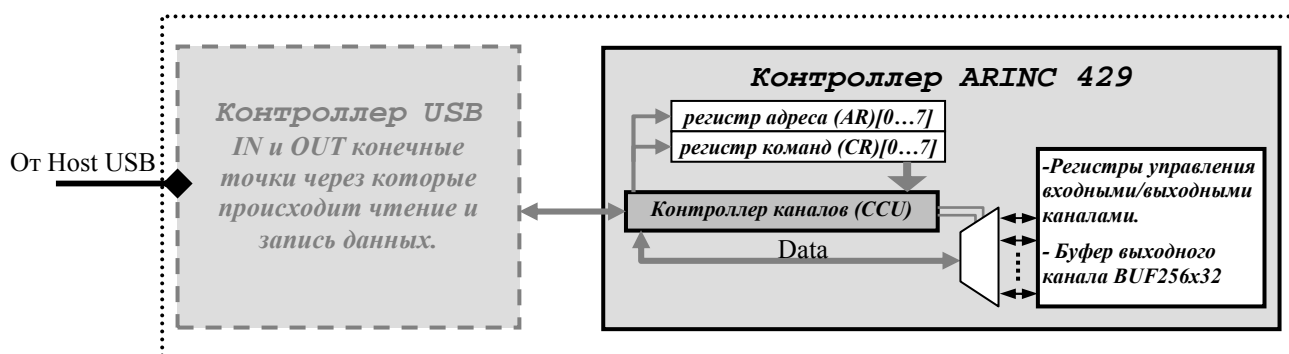 Контроллер ARINC 429
Контроллер USB
IN и OUT конечные
точки через которые
происходит чтение и
запись данных.
От Host USB
регистр адреса (AR)[0…7]
регистр команд (CR)[0…7]
Контроллер каналов (CCU)
Data
-Регистры управления
входными/выходными
каналами.
- Буфер выходного
канала BUF256x32